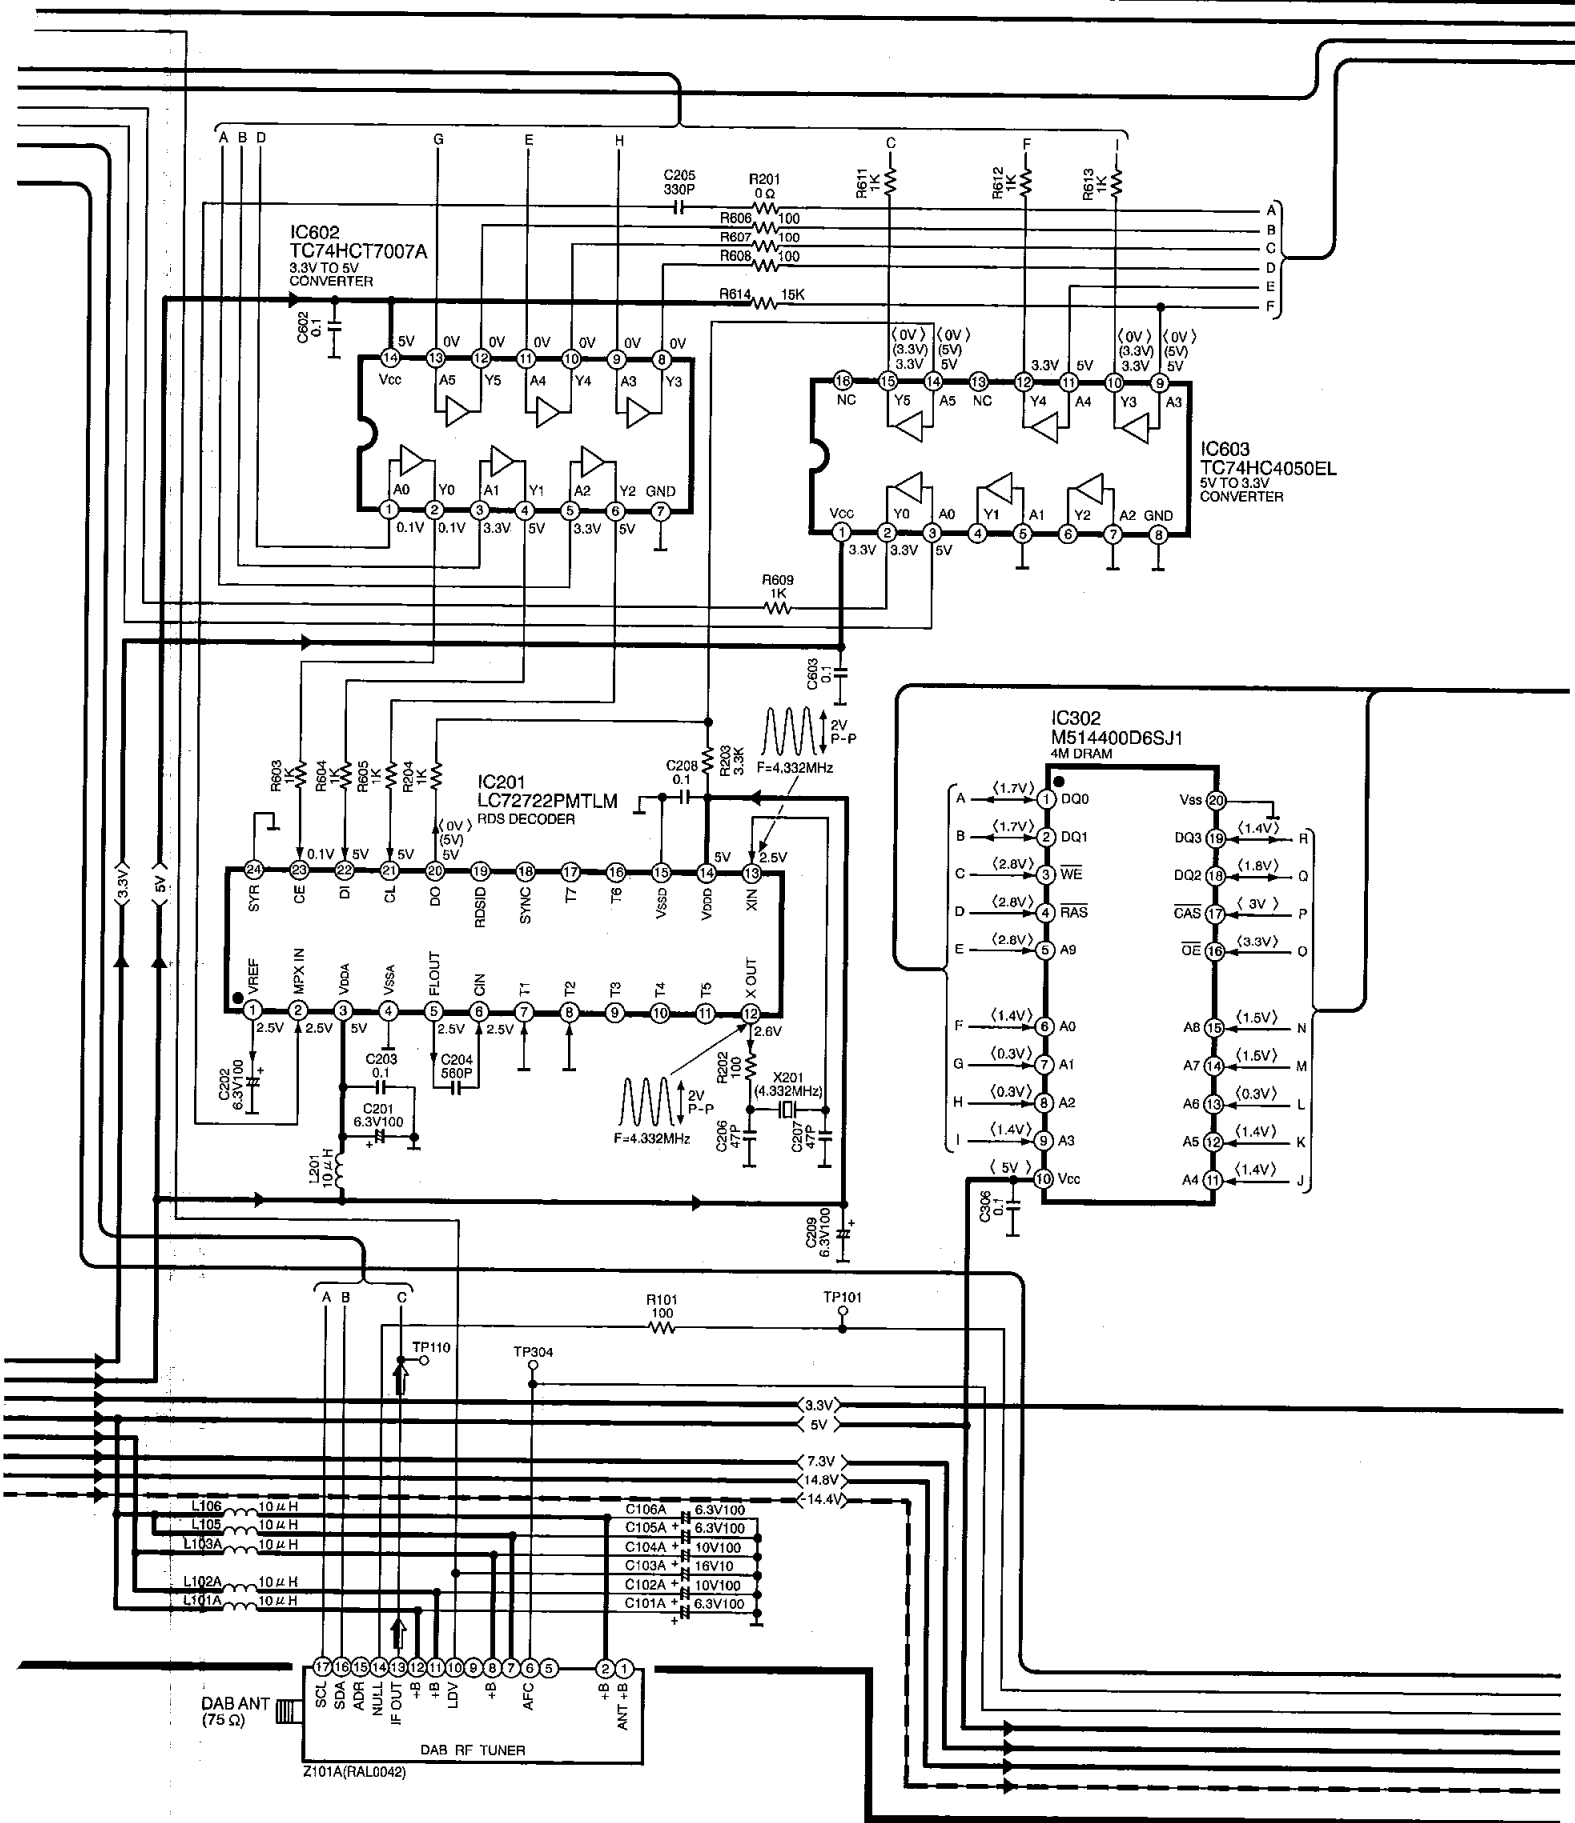 A B D G E H C F I
C205
330P
R201
0 Ω
R611
1K
R612
1K
R613
1K
A
B
C
D
E
F
R606 100
R607 100
R608 100
R614 15K
IC602
TC74HCT7007A
3.3V TO 5V
CONVERTER
C602
0.1
5V 0V 0V 0V 0V 0V 0V
14 13 12 11 10 9 8
Vcc A5 Y5 A4 Y4 A3 Y3
A0 Y0 A1 Y1 A2 Y2 GND
1 2 3 4 5 6 7
0.1V 0.1V 3.3V 5V 3.3V 5V
〈0V〉 〈0V〉 〈0V〉 〈0V〉
(3.3V) (5V) (3.3V) (5V)
3.3V 5V 3.3V 5V 3.3V 5V
16 15 14 13 12 11 10 9
NC Y5 A5 NC Y4 A4 Y3 A3
IC603
TC74HC4050EL
5V TO 3.3V
CONVERTER
Vcc Y0 A0 Y1 A1 Y2 A2 GND
1 2 3 4 5 6 7 8
3.3V 3.3V 5V
R609
1K
C603
0.1
2V
P-P
F=4.332MHz
R603
1K
R604
1K
R605
1K
R204
1K
IC201
LC72722PMTLM
RDS DECODER
C208
0.1
R203
3.3K
〈0V〉
(5V)
0.1V 5V 5V 5V 5V 2.5V
24 23 22 21 20 19 18 17 16 15 14 13
SYR CE DI CL DO RDSID SYNC T7 T6 VSSD VDDD XIN
VREF MPX IN VDDA VSSA FLOUT CIN T1 T2 T3 T4 T5 X OUT
1 2 3 4 5 6 7 8 9 10 11 12
2.5V 2.5V 5V 2.5V 2.5V 2.6V
〈3.3V〉 〈5V〉
C202
6.3V100
+
C203
0.1
C201
6.3V100
+
C204
560P
L201
10μH
2V
P-P
F=4.332MHz
R202
100
X201
(4.332MHz)
C206
47P
C207
47P
C209
6.3V100
+
IC302
M514400D6SJ1
4M DRAM
A 〈1.7V〉 1 DQ0
B 〈1.7V〉 2 DQ1
C 〈2.8V〉 3 WE
D 〈2.8V〉 4 RAS
E 〈2.8V〉 5 A9
F 〈1.4V〉 6 A0
G 〈0.3V〉 7 A1
H 〈0.3V〉 8 A2
I 〈1.4V〉 9 A3
〈5V〉 10 Vcc
Vss 20
DQ3 19 〈1.4V〉 R
DQ2 18 〈1.8V〉 Q
CAS 17 〈3V〉 P
OE 16 〈3.3V〉 O
A8 15 〈1.5V〉 N
A7 14 〈1.5V〉 M
A6 13 〈0.3V〉 L
A5 12 〈1.4V〉 K
A4 11 〈1.4V〉 J
C306
0.1
A B C
TP110
R101
100
TP101
TP304
〈3.3V〉
〈5V〉
〈7.3V〉
〈14.8V〉
〈-14.4V〉
L106 10μH
L105 10μH
L103A 10μH
L102A 10μH
L101A 10μH
C106A + 6.3V100
C105A + 6.3V100
C104A + 10V100
C103A + 16V10
C102A + 10V100
C101A + 6.3V100
17 16 15 14 13 12 11 10 9 8 7 6 5 2 1
SCL SDA ADR NULL IF OUT +B +B LDV +B AFC +B ANT +B
DAB ANT
(75 Ω)
DAB RF TUNER
Z101A(RAL0042)